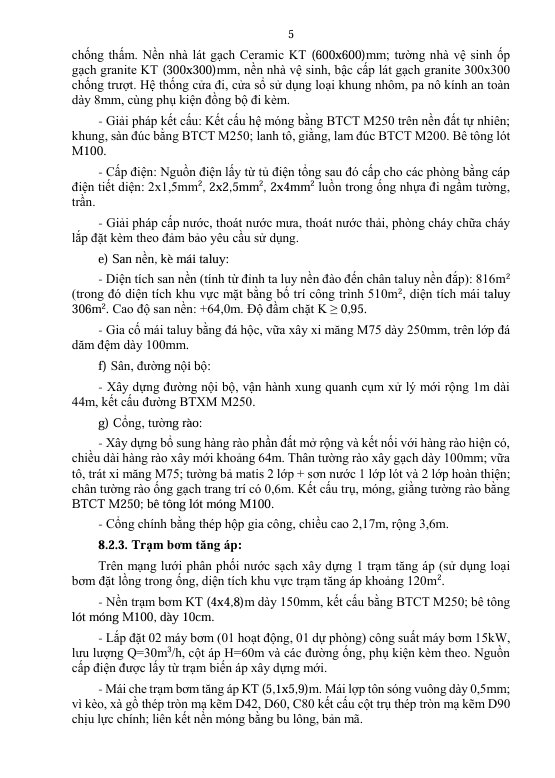 5
chống thấm. Nền nhà lát gạch Ceramic KT (600x600)mm; tường nhà vệ sinh ốp
gạch granite KT (300x300)mm, nền nhà vệ sinh, bậc cấp lát gạch granite 300x300
chống trượt. Hệ thống cửa đi, cửa sổ sử dụng loại khung nhôm, pa nô kính an toàn
dày 8mm, cùng phụ kiện đồng bộ đi kèm.
- Giải pháp kết cấu: Kết cấu hệ móng bằng BTCT M250 trên nền đất tự nhiên;
khung, sàn đúc bằng BTCT M250; lanh tô, giằng, lam đúc BTCT M200. Bê tông lót
M100.
- Cấp điện: Nguồn điện lấy từ tủ điện tổng sau đó cấp cho các phòng bằng cáp
điện tiết diện: 2x1,5mm², 2x2,5mm², 2x4mm² luồn trong ống nhựa đi ngầm tường,
trần.
- Giải pháp cấp nước, thoát nước mưa, thoát nước thải, phòng cháy chữa cháy
lắp đặt kèm theo đảm bảo yêu cầu sử dụng.
e) San nền, kè mái taluy:
- Diện tích san nền (tính từ đỉnh ta luy nền đào đến chân taluy nền đắp): 816m²
(trong đó diện tích khu vực mặt bằng bố trí công trình 510m², diện tích mái taluy
306m². Cao độ san nền: +64,0m. Độ đầm chặt K ≥ 0,95.
- Gia cố mái taluy bằng đá hộc, vữa xây xi măng M75 dày 250mm, trên lớp đá
dăm đệm dày 100mm.
f) Sân, đường nội bộ:
- Xây dựng đường nội bộ, vận hành xung quanh cụm xử lý mới rộng 1m dài
44m, kết cấu đường BTXM M250.
g) Cổng, tường rào:
- Xây dựng bổ sung hàng rào phần đất mở rộng và kết nối với hàng rào hiện có,
chiều dài hàng rào xây mới khoảng 64m. Thân tường rào xây gạch dày 100mm; vữa
tô, trát xi măng M75; tường bả matis 2 lớp + sơn nước 1 lớp lót và 2 lớp hoàn thiện;
chân tường rào ống gạch trang trí có 0,6m. Kết cấu trụ, móng, giằng tường rào bằng
BTCT M250; bê tông lót móng M100.
- Cổng chính bằng thép hộp gia công, chiều cao 2,17m, rộng 3,6m.
8.2.3. Trạm bơm tăng áp:
Trên mạng lưới phân phối nước sạch xây dựng 1 trạm tăng áp (sử dụng loại
bơm đặt lồng trong ống, diện tích khu vực trạm tăng áp khoảng 120m².
- Nền trạm bơm KT (4x4,8)m dày 150mm, kết cấu bằng BTCT M250; bê tông
lót móng M100, dày 10cm.
- Lắp đặt 02 máy bơm (01 hoạt động, 01 dự phòng) công suất máy bơm 15kW,
lưu lượng Q=30m³/h, cột áp H=60m và các đường ống, phụ kiện kèm theo. Nguồn
cấp điện được lấy từ trạm biến áp xây dựng mới.
- Mái che trạm bơm tăng áp KT (5,1x5,9)m. Mái lợp tôn sóng vuông dày 0,5mm;
vì kèo, xà gồ thép tròn mạ kẽm D42, D60, C80 kết cấu cột trụ thép tròn mạ kẽm D90
chịu lực chính; liên kết nền móng bằng bu lông, bản mã.